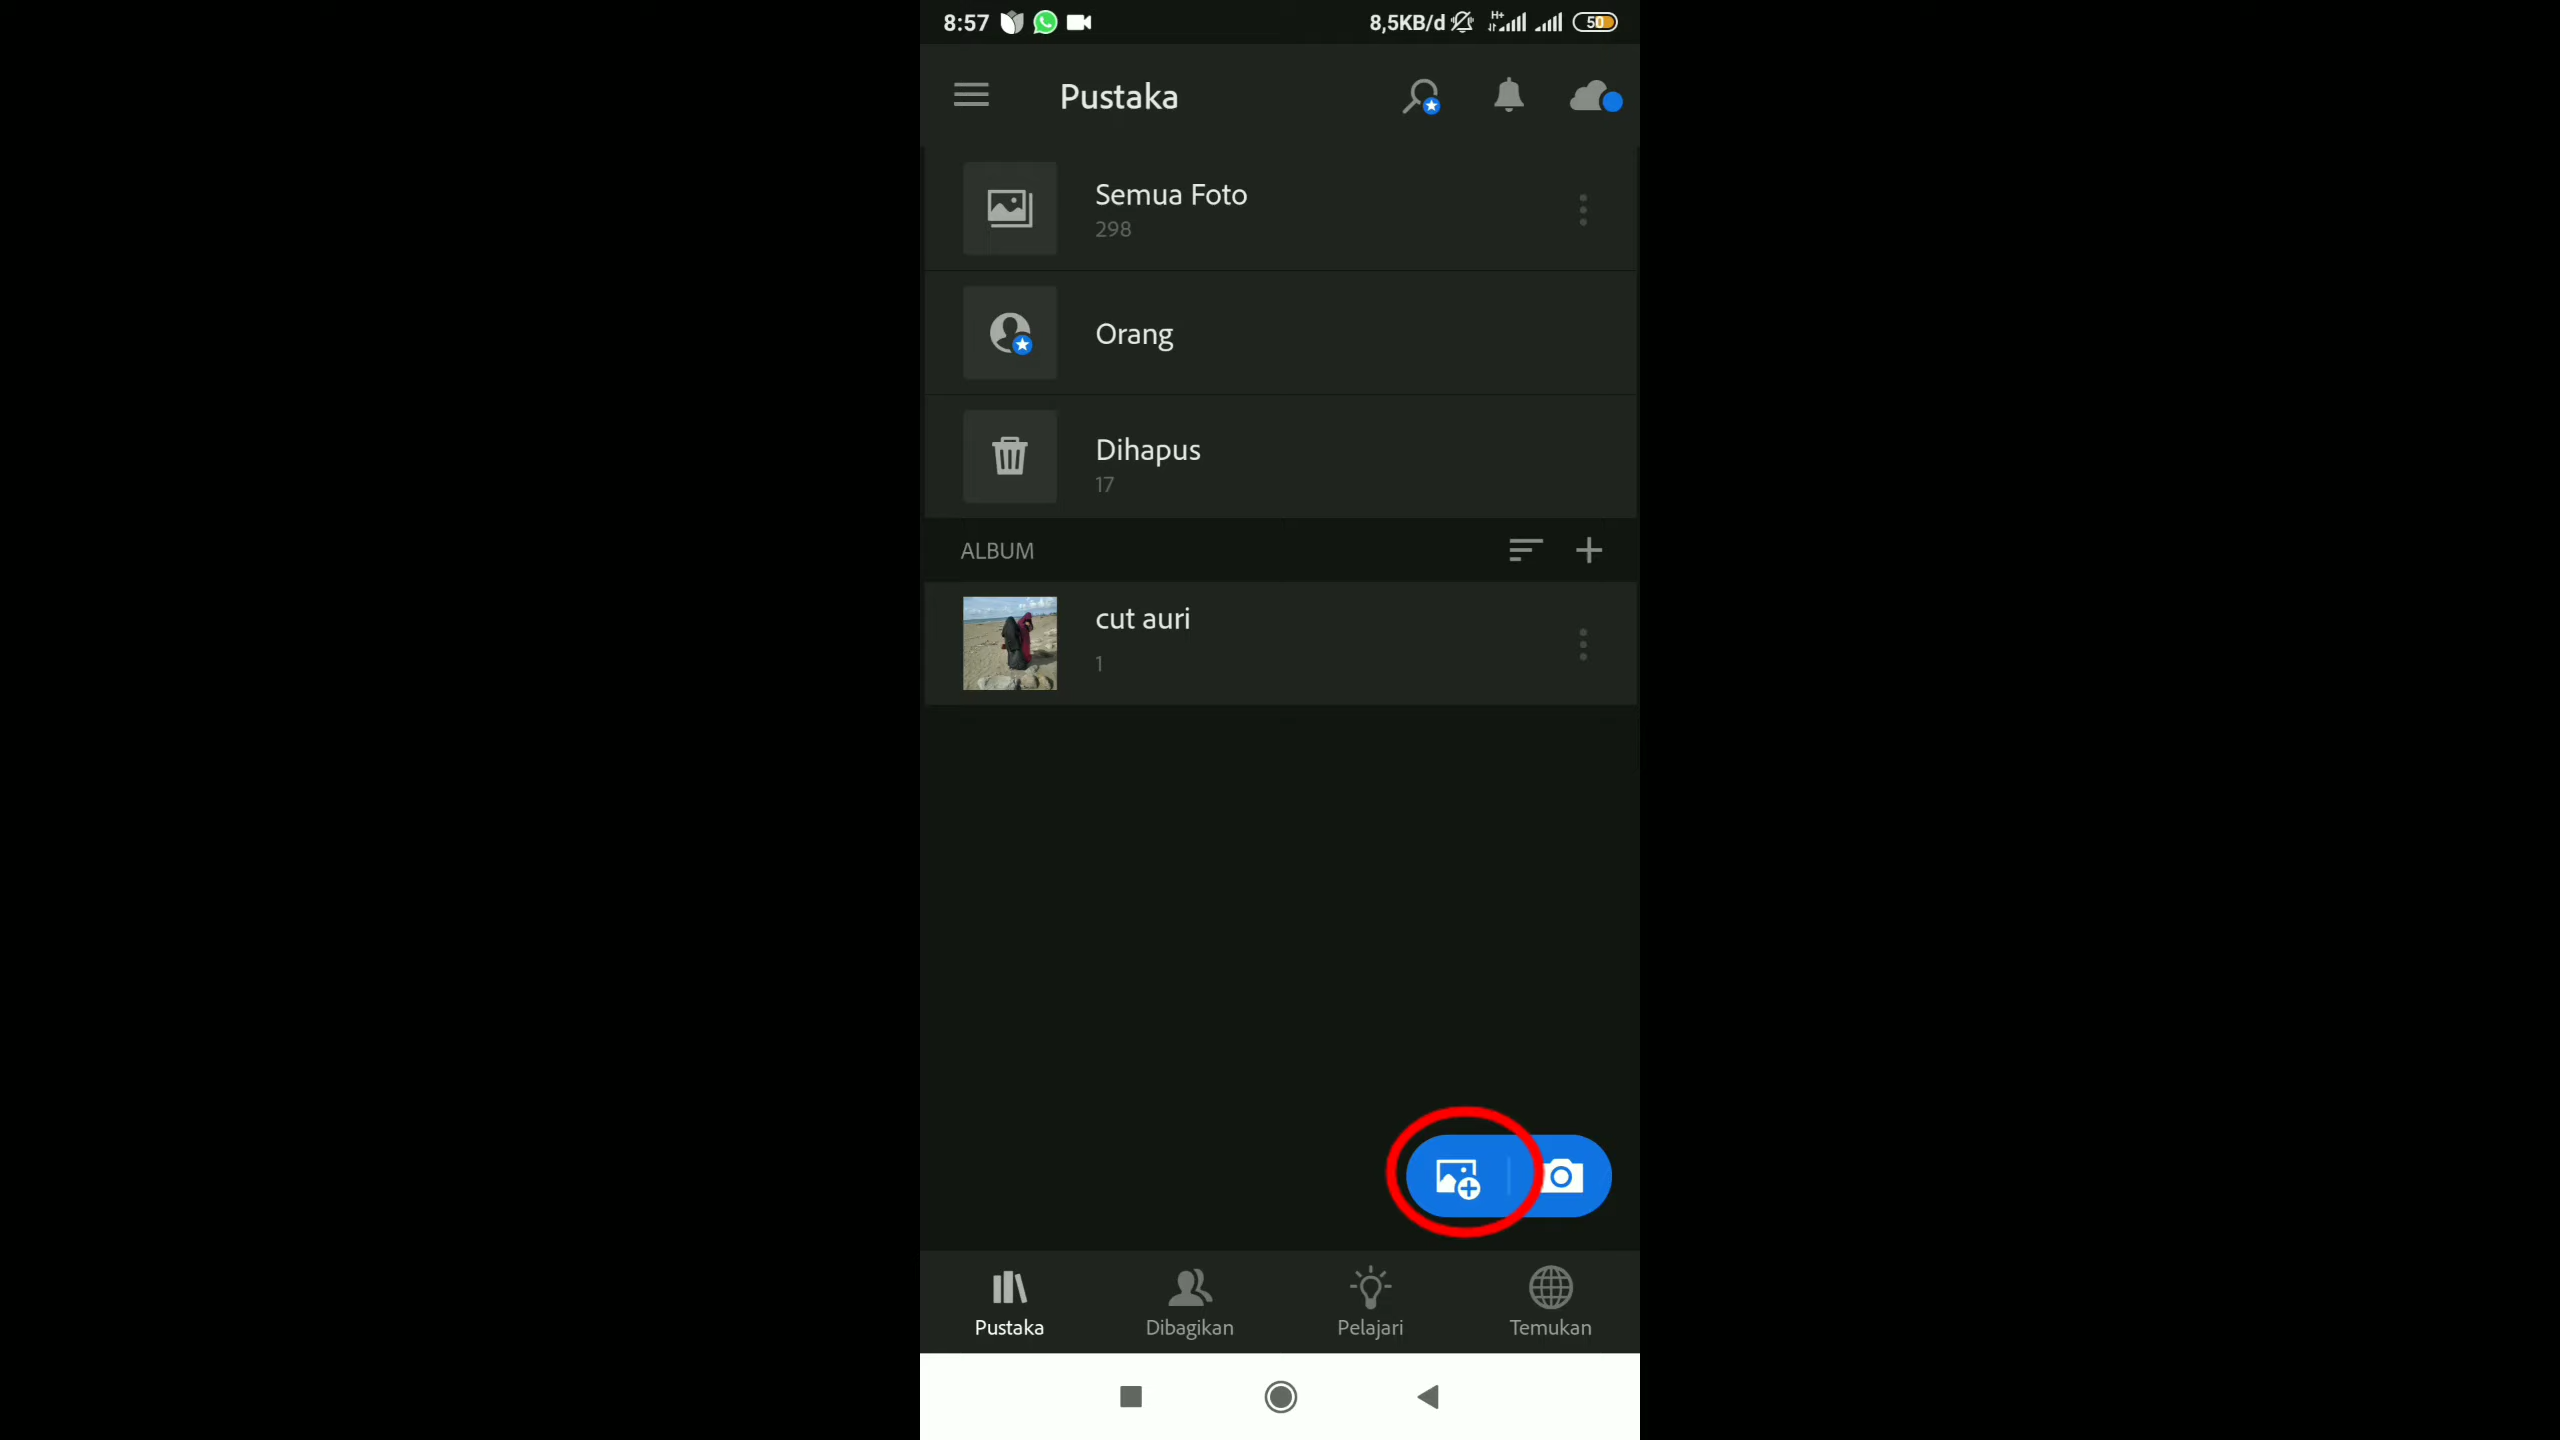 8:57 8,5KB/d H+ 50
Pustaka
Semua Foto
298
Orang
Dihapus
17
ALBUM
cut auri
1
Pustaka Dibagikan Pelajari Temukan